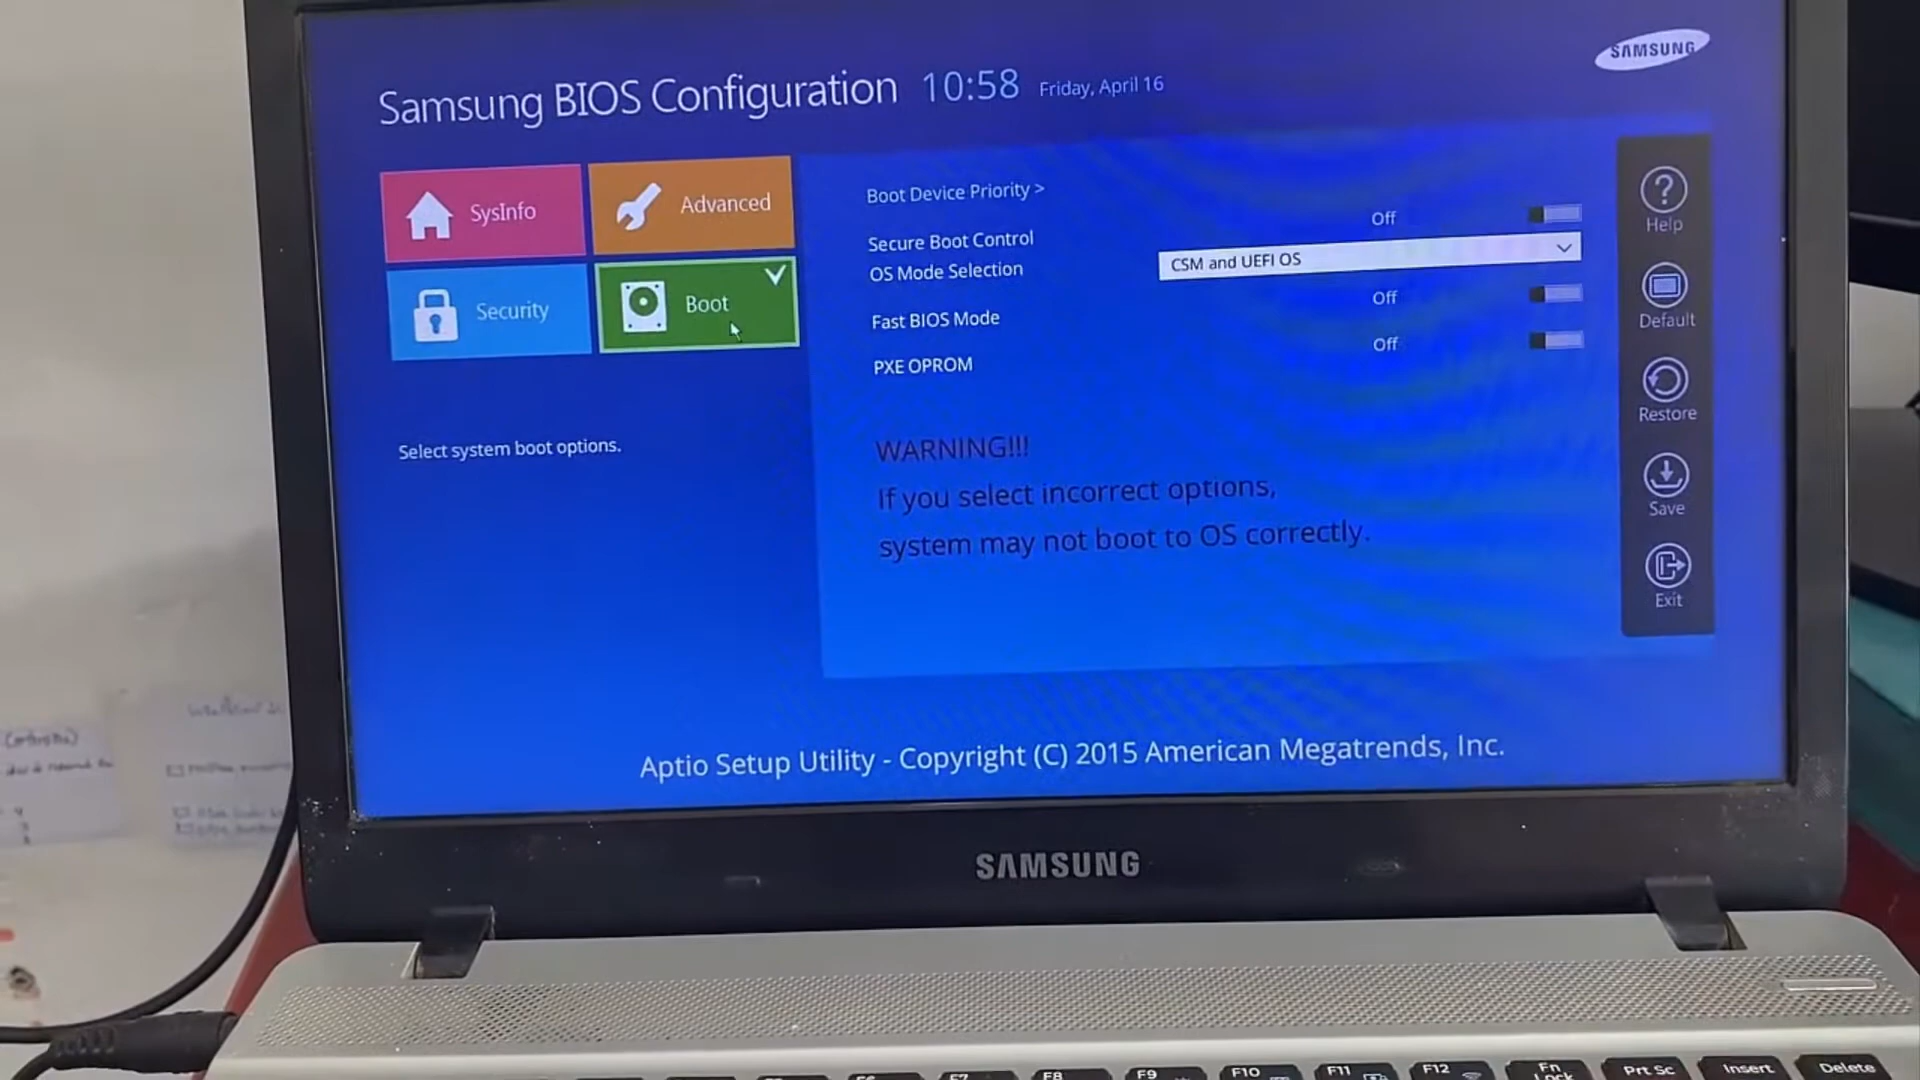 SAMSUNG
Samsung BIOS Configuration 10:58 Friday, April 16
SysInfo
Advanced
Security
Boot
Select system boot options.
Boot Device Priority >
Secure Boot Control Off
OS Mode Selection CSM and UEFI OS
Fast BIOS Mode Off
PXE OPROM Off
WARNING!!!
If you select incorrect options,
system may not boot to OS correctly.
Help
Default
Restore
Save
Exit
Aptio Setup Utility - Copyright (C) 2015 American Megatrends, Inc.
SAMSUNG
F7 F8 F9 F10 F11 F12 Fn Lock Prt Sc Insert Delete